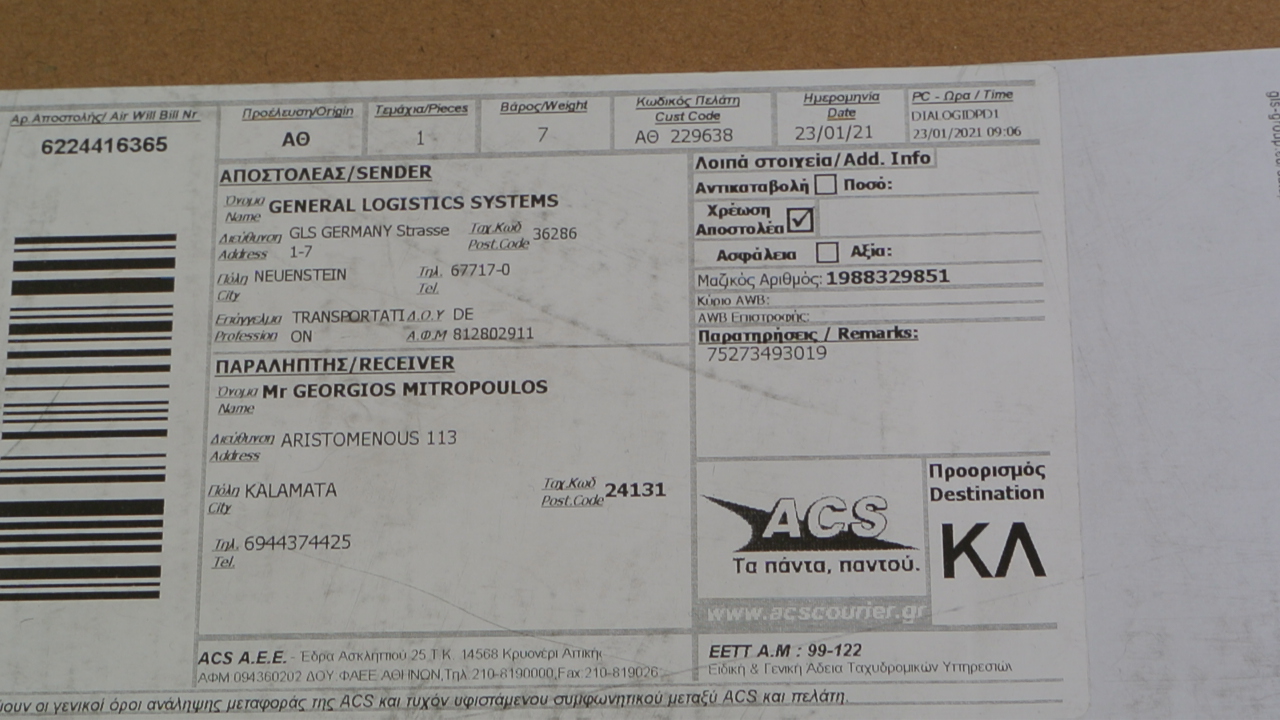 Αρ.Αποστολής/ Air Will Bill Nr
6224416365
Προέλευση/Origin
ΑΘ
Τεμάχια/Pieces
1
Βάρος/Weight
7
Κωδικός Πελάτη
Cust Code
ΑΘ 229638
Ημερομηνία
Date
23/01/21
PC - Ωρα / Time
DIALOGIDPD1
23/01/2021 09:06
ΑΠΟΣΤΟΛΕΑΣ/SENDER
Όνομα GENERAL LOGISTICS SYSTEMS
Name
Διεύθυνση GLS GERMANY Strasse Ταχ.Κωδ 36286
Address 1-7 Post.Code
Πόλη NEUENSTEIN Τηλ. 67717-0
City Tel.
Επάγγελμα TRANSPORTATI Δ.Ο.Υ DE
Profession ON Α.Φ.Μ 812802911
ΠΑΡΑΛΗΠΤΗΣ/RECEIVER
Όνομα Mr GEORGIOS MITROPOULOS
Name
Διεύθυνση ARISTOMENOUS 113
Address
Πόλη KALAMATA Ταχ.Κωδ 24131
City Post.Code
Τηλ. 6944374425
Tel.
Λοιπά στοιχεία/Add. Info
Αντικαταβολή Ποσό:
Χρέωση
Αποστολέα
Ασφάλεια Αξία:
Μαζικός Αριθμός: 1988329851
Κύριο AWB:
AWB Επιστροφής:
Παρατηρήσεις / Remarks:
75273493019
ACS
Τα πάντα, παντού.
www.acscourier.gr
Προορισμός
Destination
ΚΛ
ACS A.E.E. - Έδρα Ασκληπιού 25 Τ.Κ. 14568 Κρυονέρι Αττική
ΑΦΜ 094360202 ΔΟΥ ΦΑΕΕ ΑΘΗΝΩΝ,Τηλ:210-8190000,Fax:210-819026
ΕΕΤΤ Α.Μ : 99-122
Ειδική & Γενική Άδεια Ταχυδρομικών Υπηρεσιών
οι γενικοί όροι ανάληψης μεταφοράς της ACS και τυχόν υφιστάμενου συμφωνητικού μεταξύ ACS και πελάτη.